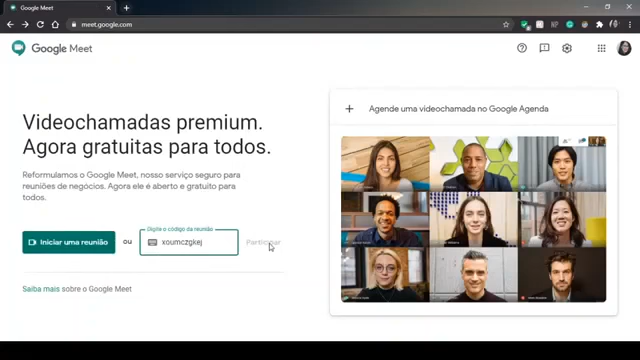 Google Meet
meet.google.com
Google Meet
Videochamadas premium.
Agora gratuitas para todos.
Reformulamos o Google Meet, nosso serviço seguro para
reuniões de negócios. Agora ele é aberto e gratuito para
todos.
Iniciar uma reunião
ou
Digite o código da reunião
xoumczgkej
Participar
Saiba mais sobre o Google Meet
Agende uma videochamada no Google Agenda